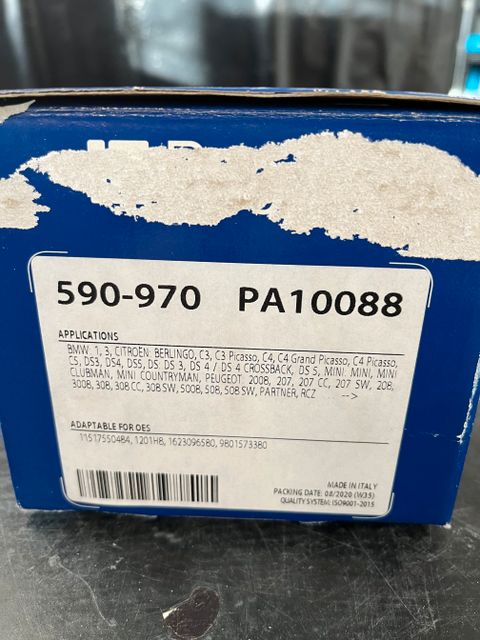 590-970 PA10088
APPLICATIONS
BMW: 1, 3, CITROËN: BERLINGO, C3, C3 Picasso, C4, C4 Grand Picasso, C4 Picasso,
C5, DS3, DS4, DS5, DS: DS 3, DS 4 / DS 4 CROSSBACK, DS 5, MINI: MINI, MINI
CLUBMAN, MINI COUNTRYMAN, PEUGEOT: 2008, 207, 207 CC, 207 SW, 208,
3008, 308, 308 CC, 308 SW, 5008, 508, 508 SW, PARTNER, RCZ -->
ADAPTABLE FOR OES
11517550484, 1201H8, 1623096580, 9801573380
MADE IN ITALY
PACKING DATE: 08/2020 (W35)
QUALITY SYSTEM: ISO9001-2015